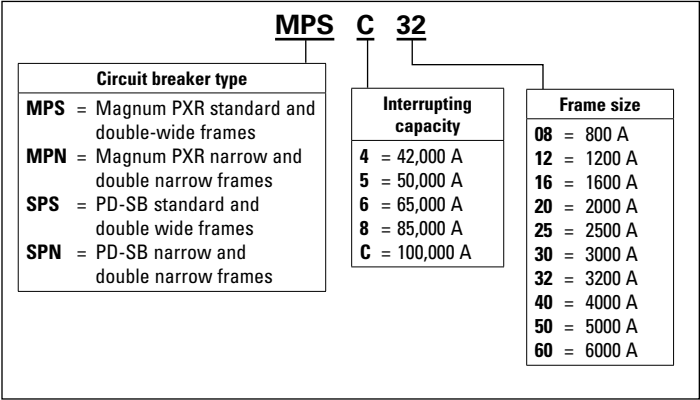 MPS C 32
Circuit breaker type
MPS = Magnum PXR standard and
double-wide frames
MPN = Magnum PXR narrow and
double narrow frames
SPS = PD-SB standard and
double wide frames
SPN = PD-SB narrow and
double narrow frames
Interrupting
capacity
4 = 42,000 A
5 = 50,000 A
6 = 65,000 A
8 = 85,000 A
C = 100,000 A
Frame size
08 = 800 A
12 = 1200 A
16 = 1600 A
20 = 2000 A
25 = 2500 A
30 = 3000 A
32 = 3200 A
40 = 4000 A
50 = 5000 A
60 = 6000 A